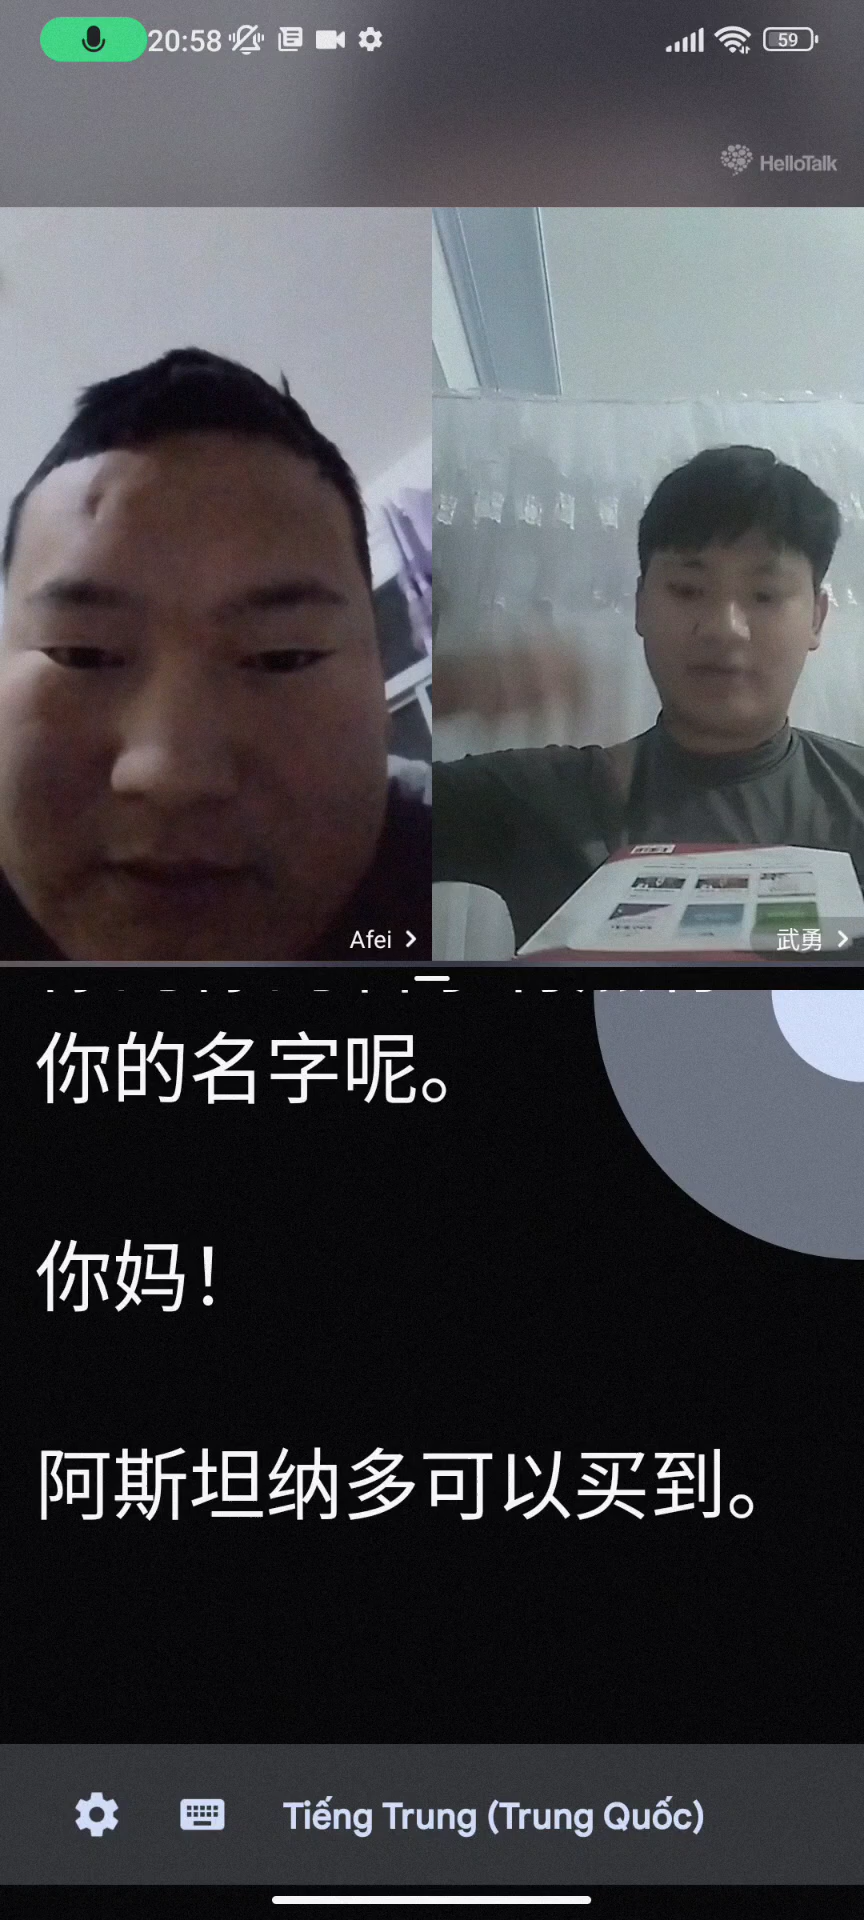 20:58
59
HelloTalk
Afei
武勇
你的名字呢。
你妈！
阿斯坦纳多可以买到。
Tiếng Trung (Trung Quốc)